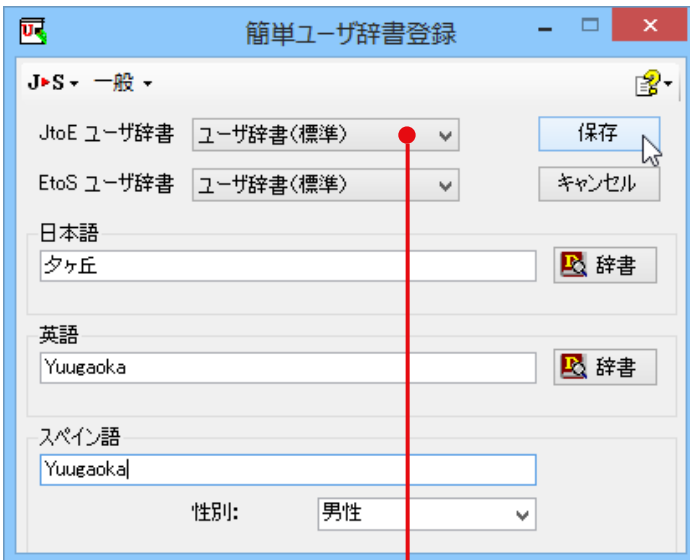 簡単ユーザ辞書登録
J▸S 一般
JtoE ユーザ辞書 ユーザ辞書(標準) 保存
EtoS ユーザ辞書 ユーザ辞書(標準) キャンセル
日本語
夕ヶ丘 辞書
英語
Yuugaoka 辞書
スペイン語
Yuugaoka
性別: 男性